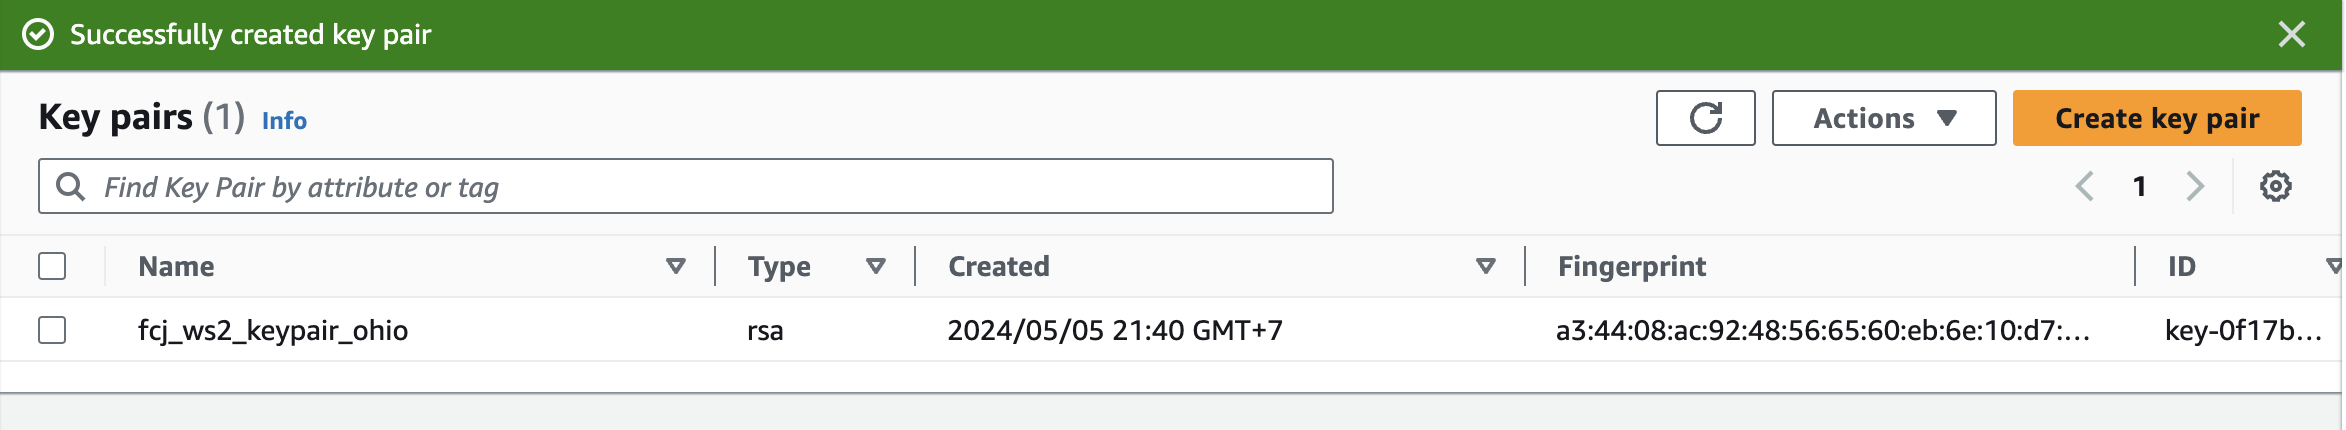 Successfully created key pair
Key pairs (1) Info
Actions
Create key pair
Find Key Pair by attribute or tag
1
Name Type Created Fingerprint ID
fcj_ws2_keypair_ohio rsa 2024/05/05 21:40 GMT+7 a3:44:08:ac:92:48:56:65:60:eb:6e:10:d7:... key-0f17b...